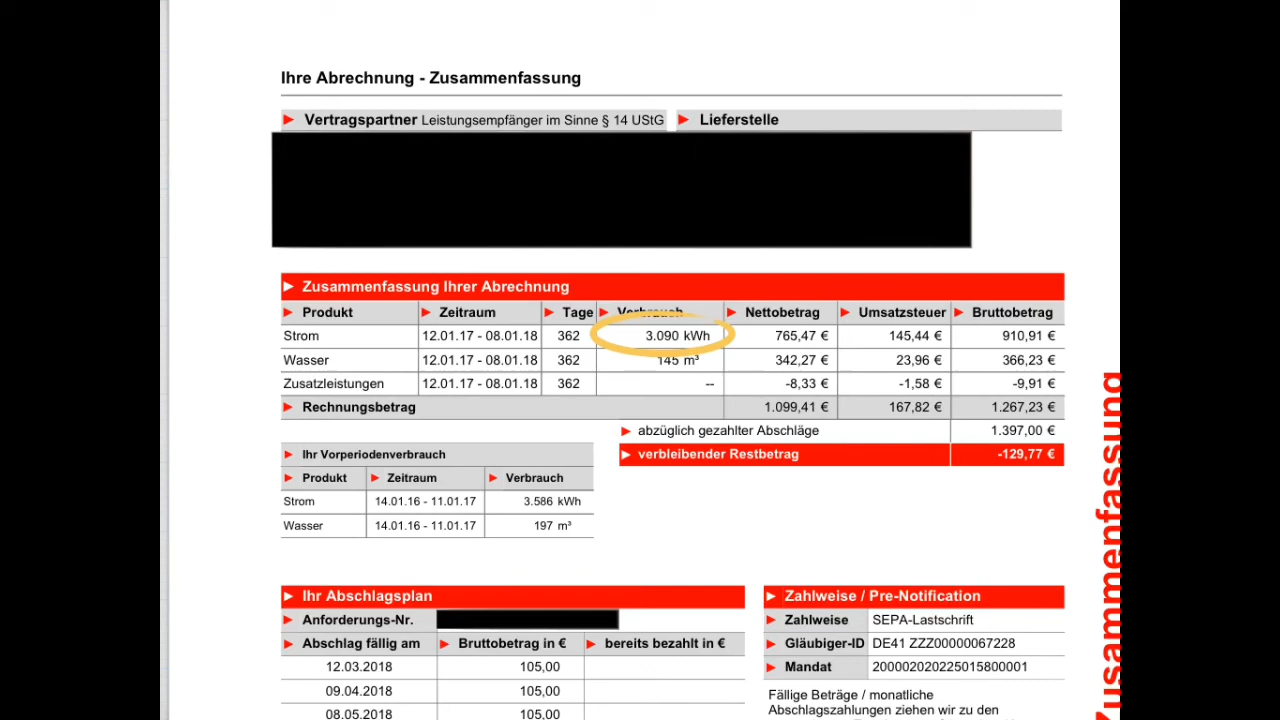 Ihre Abrechnung - Zusammenfassung
Vertragspartner Leistungsempfänger im Sinne § 14 UStG Lieferstelle
Zusammenfassung Ihrer Abrechnung
Produkt Zeitraum Tage Verbrauch Nettobetrag Umsatzsteuer Bruttobetrag
Strom 12.01.17 - 08.01.18 362 3.090 kWh 765,47 € 145,44 € 910,91 €
Wasser 12.01.17 - 08.01.18 362 145 m³ 342,27 € 23,96 € 366,23 €
Zusatzleistungen 12.01.17 - 08.01.18 362 -- -8,33 € -1,58 € -9,91 €
Rechnungsbetrag 1.099,41 € 167,82 € 1.267,23 €
abzüglich gezahlter Abschläge 1.397,00 €
verbleibender Restbetrag -129,77 €
Ihr Vorperiodenverbrauch
Produkt Zeitraum Verbrauch
Strom 14.01.16 - 11.01.17 3.586 kWh
Wasser 14.01.16 - 11.01.17 197 m³
Zusammenfassung
Ihr Abschlagsplan
Anforderungs-Nr.
Abschlag fällig am Bruttobetrag in € bereits bezahlt in €
12.03.2018 105,00
09.04.2018 105,00
08.05.2018 105,00
Zahlweise / Pre-Notification
Zahlweise SEPA-Lastschrift
Gläubiger-ID DE41 ZZZ00000067228
Mandat 200002020225015800001
Fällige Beträge / monatliche
Abschlagszahlungen ziehen wir zu den